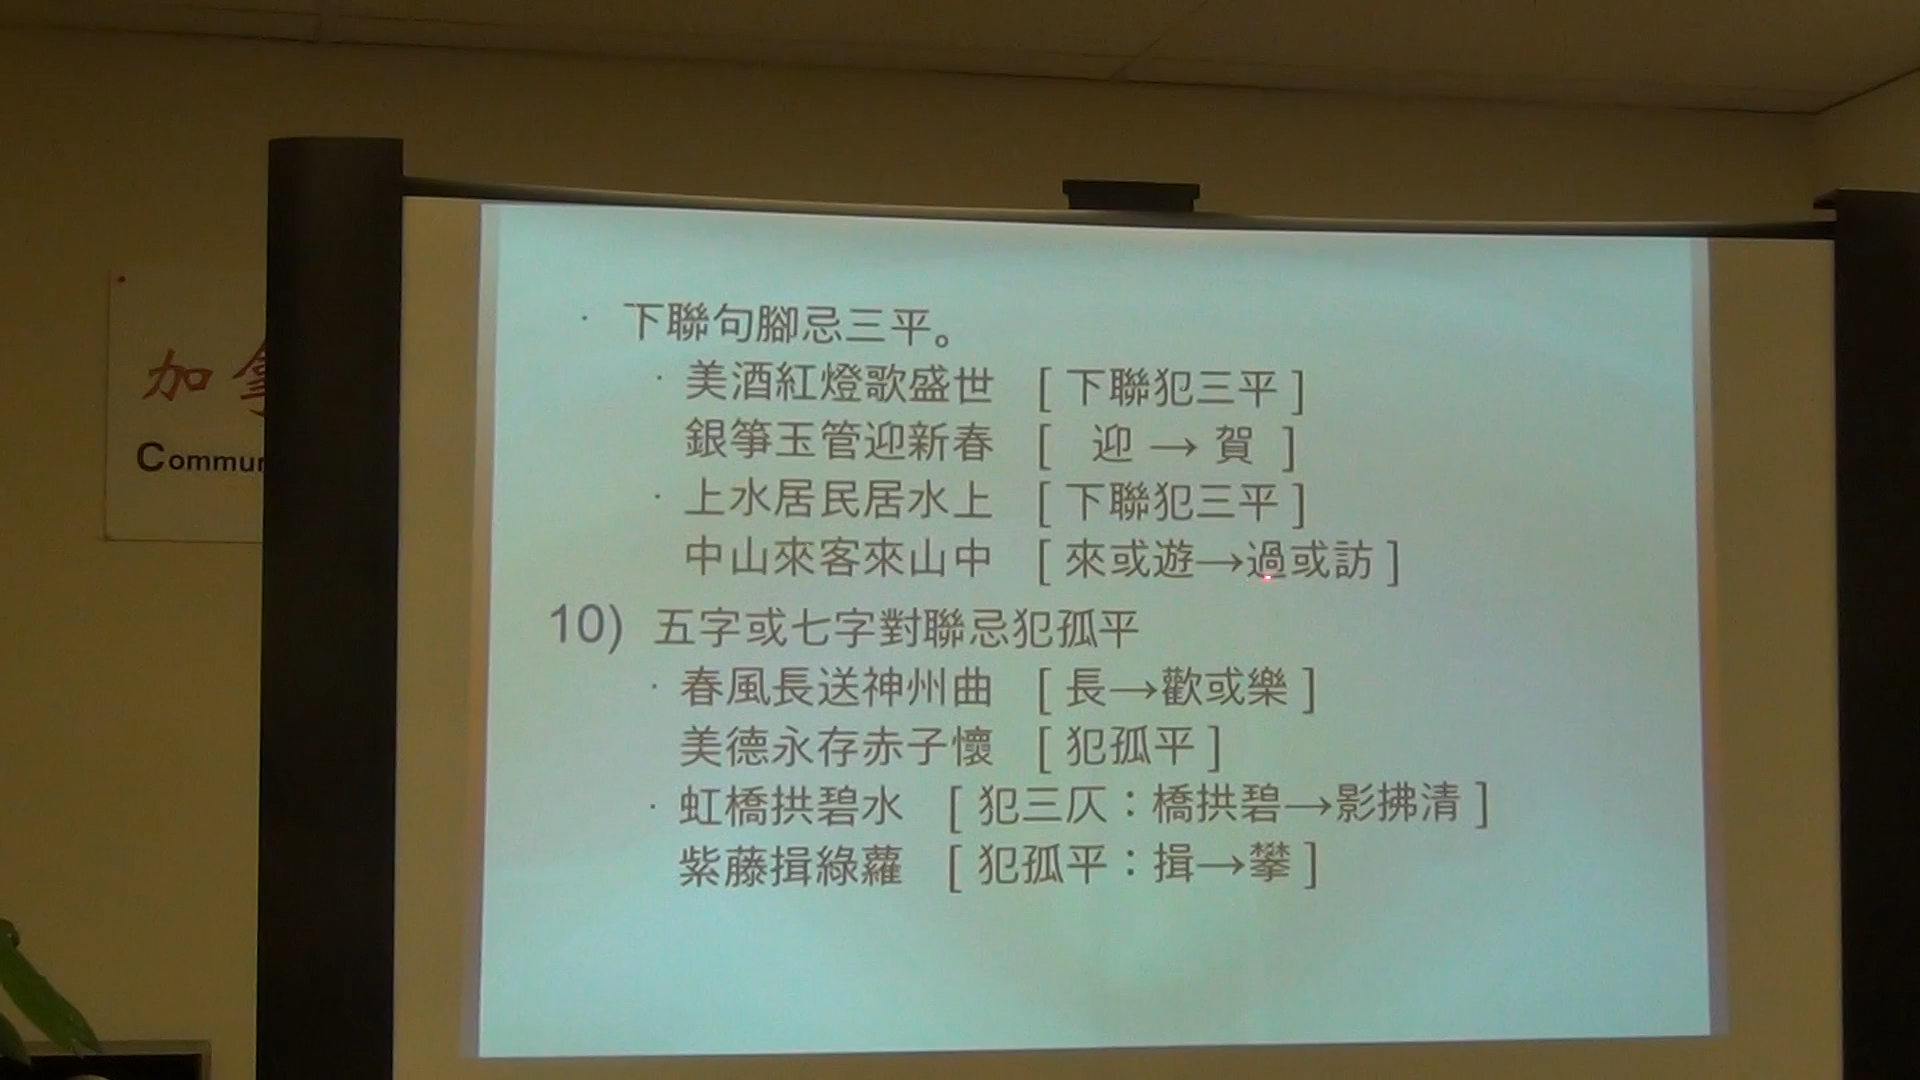 加拿
Commun
· 下聯句腳忌三平。
· 美酒紅燈歌盛世 [ 下聯犯三平 ]
銀箏玉管迎新春 [ 迎 → 賀 ]
· 上水居民居水上 [ 下聯犯三平 ]
中山來客來山中 [ 來或遊→過或訪 ]
10) 五字或七字對聯忌犯孤平
· 春風長送神州曲 [ 長→歡或樂 ]
美德永存赤子懷 [ 犯孤平 ]
· 虹橋拱碧水 [ 犯三仄：橋拱碧→影拂清 ]
紫藤揖綠蘿 [ 犯孤平：揖→攀 ]